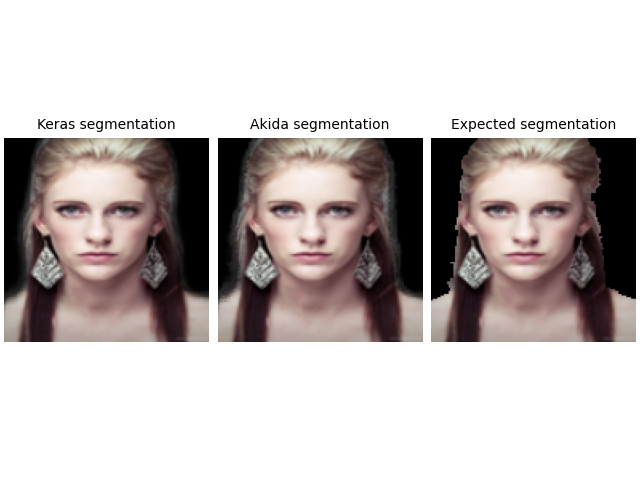 Keras segmentation
Akida segmentation
Expected segmentation